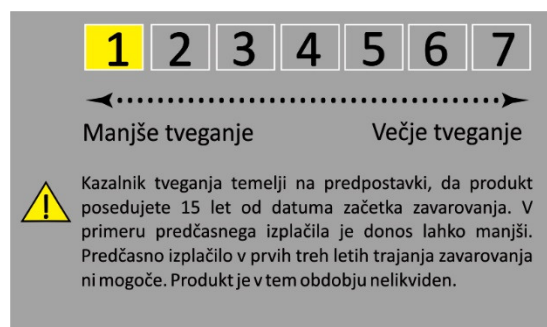 1 2 3 4 5 6 7
Manjše tveganje Večje tveganje
Kazalnik tveganja temelji na predpostavki, da produkt
posedujete 15 let od datuma začetka zavarovanja. V
primeru predčasnega izplačila je donos lahko manjši.
Predčasno izplačilo v prvih treh letih trajanja zavarovanja
ni mogoče. Produkt je v tem obdobju nelikviden.